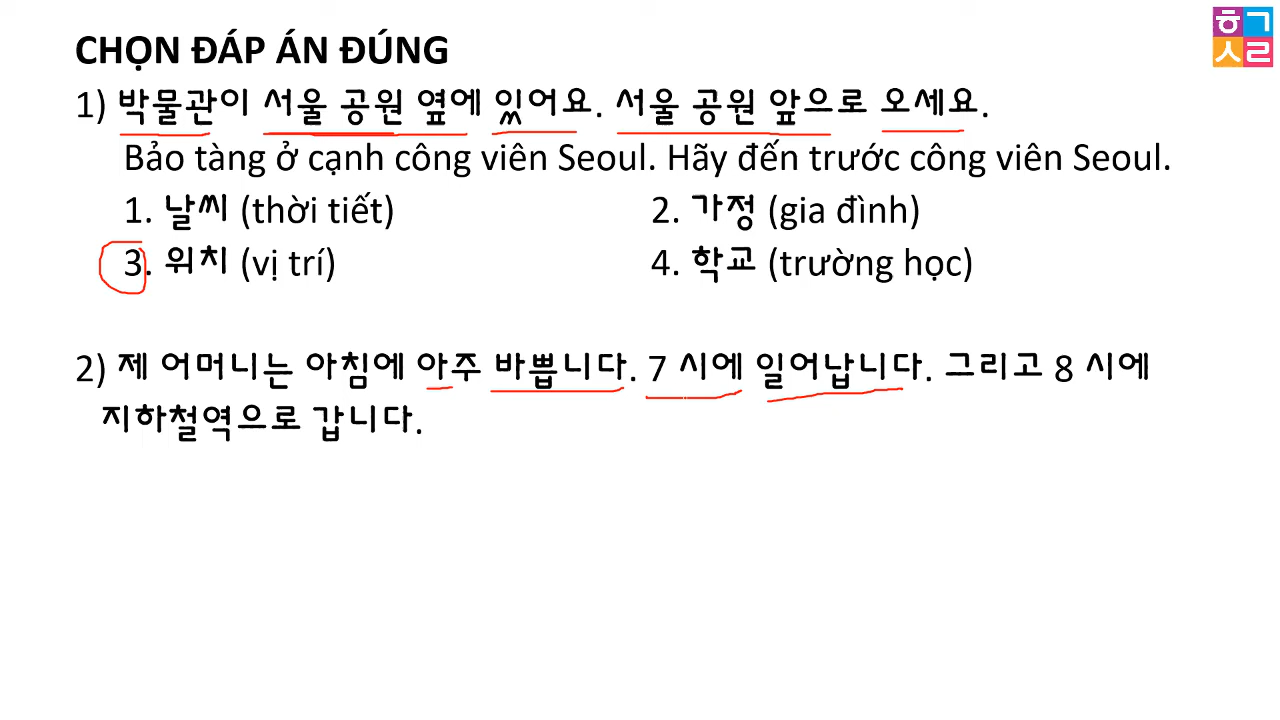 CHỌN ĐÁP ÁN ĐÚNG
ㅎㄱ
ㅅㄹ
1) 박물관이 서울 공원 옆에 있어요. 서울 공원 앞으로 오세요.
Bảo tàng ở cạnh công viên Seoul. Hãy đến trước công viên Seoul.
1. 날씨 (thời tiết) 2. 가정 (gia đình)
3. 위치 (vị trí) 4. 학교 (trường học)
2) 제 어머니는 아침에 아주 바쁩니다. 7 시에 일어납니다. 그리고 8 시에
지하철역으로 갑니다.